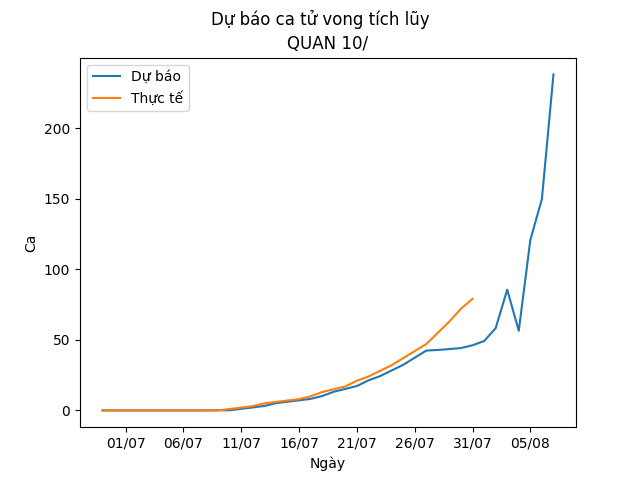 Dự báo ca tử vong tích lũy
QUAN 10/
Dự báo
Thực tế
200
150
100
50
0
Ca
01/07 06/07 11/07 16/07 21/07 26/07 31/07 05/08
Ngày